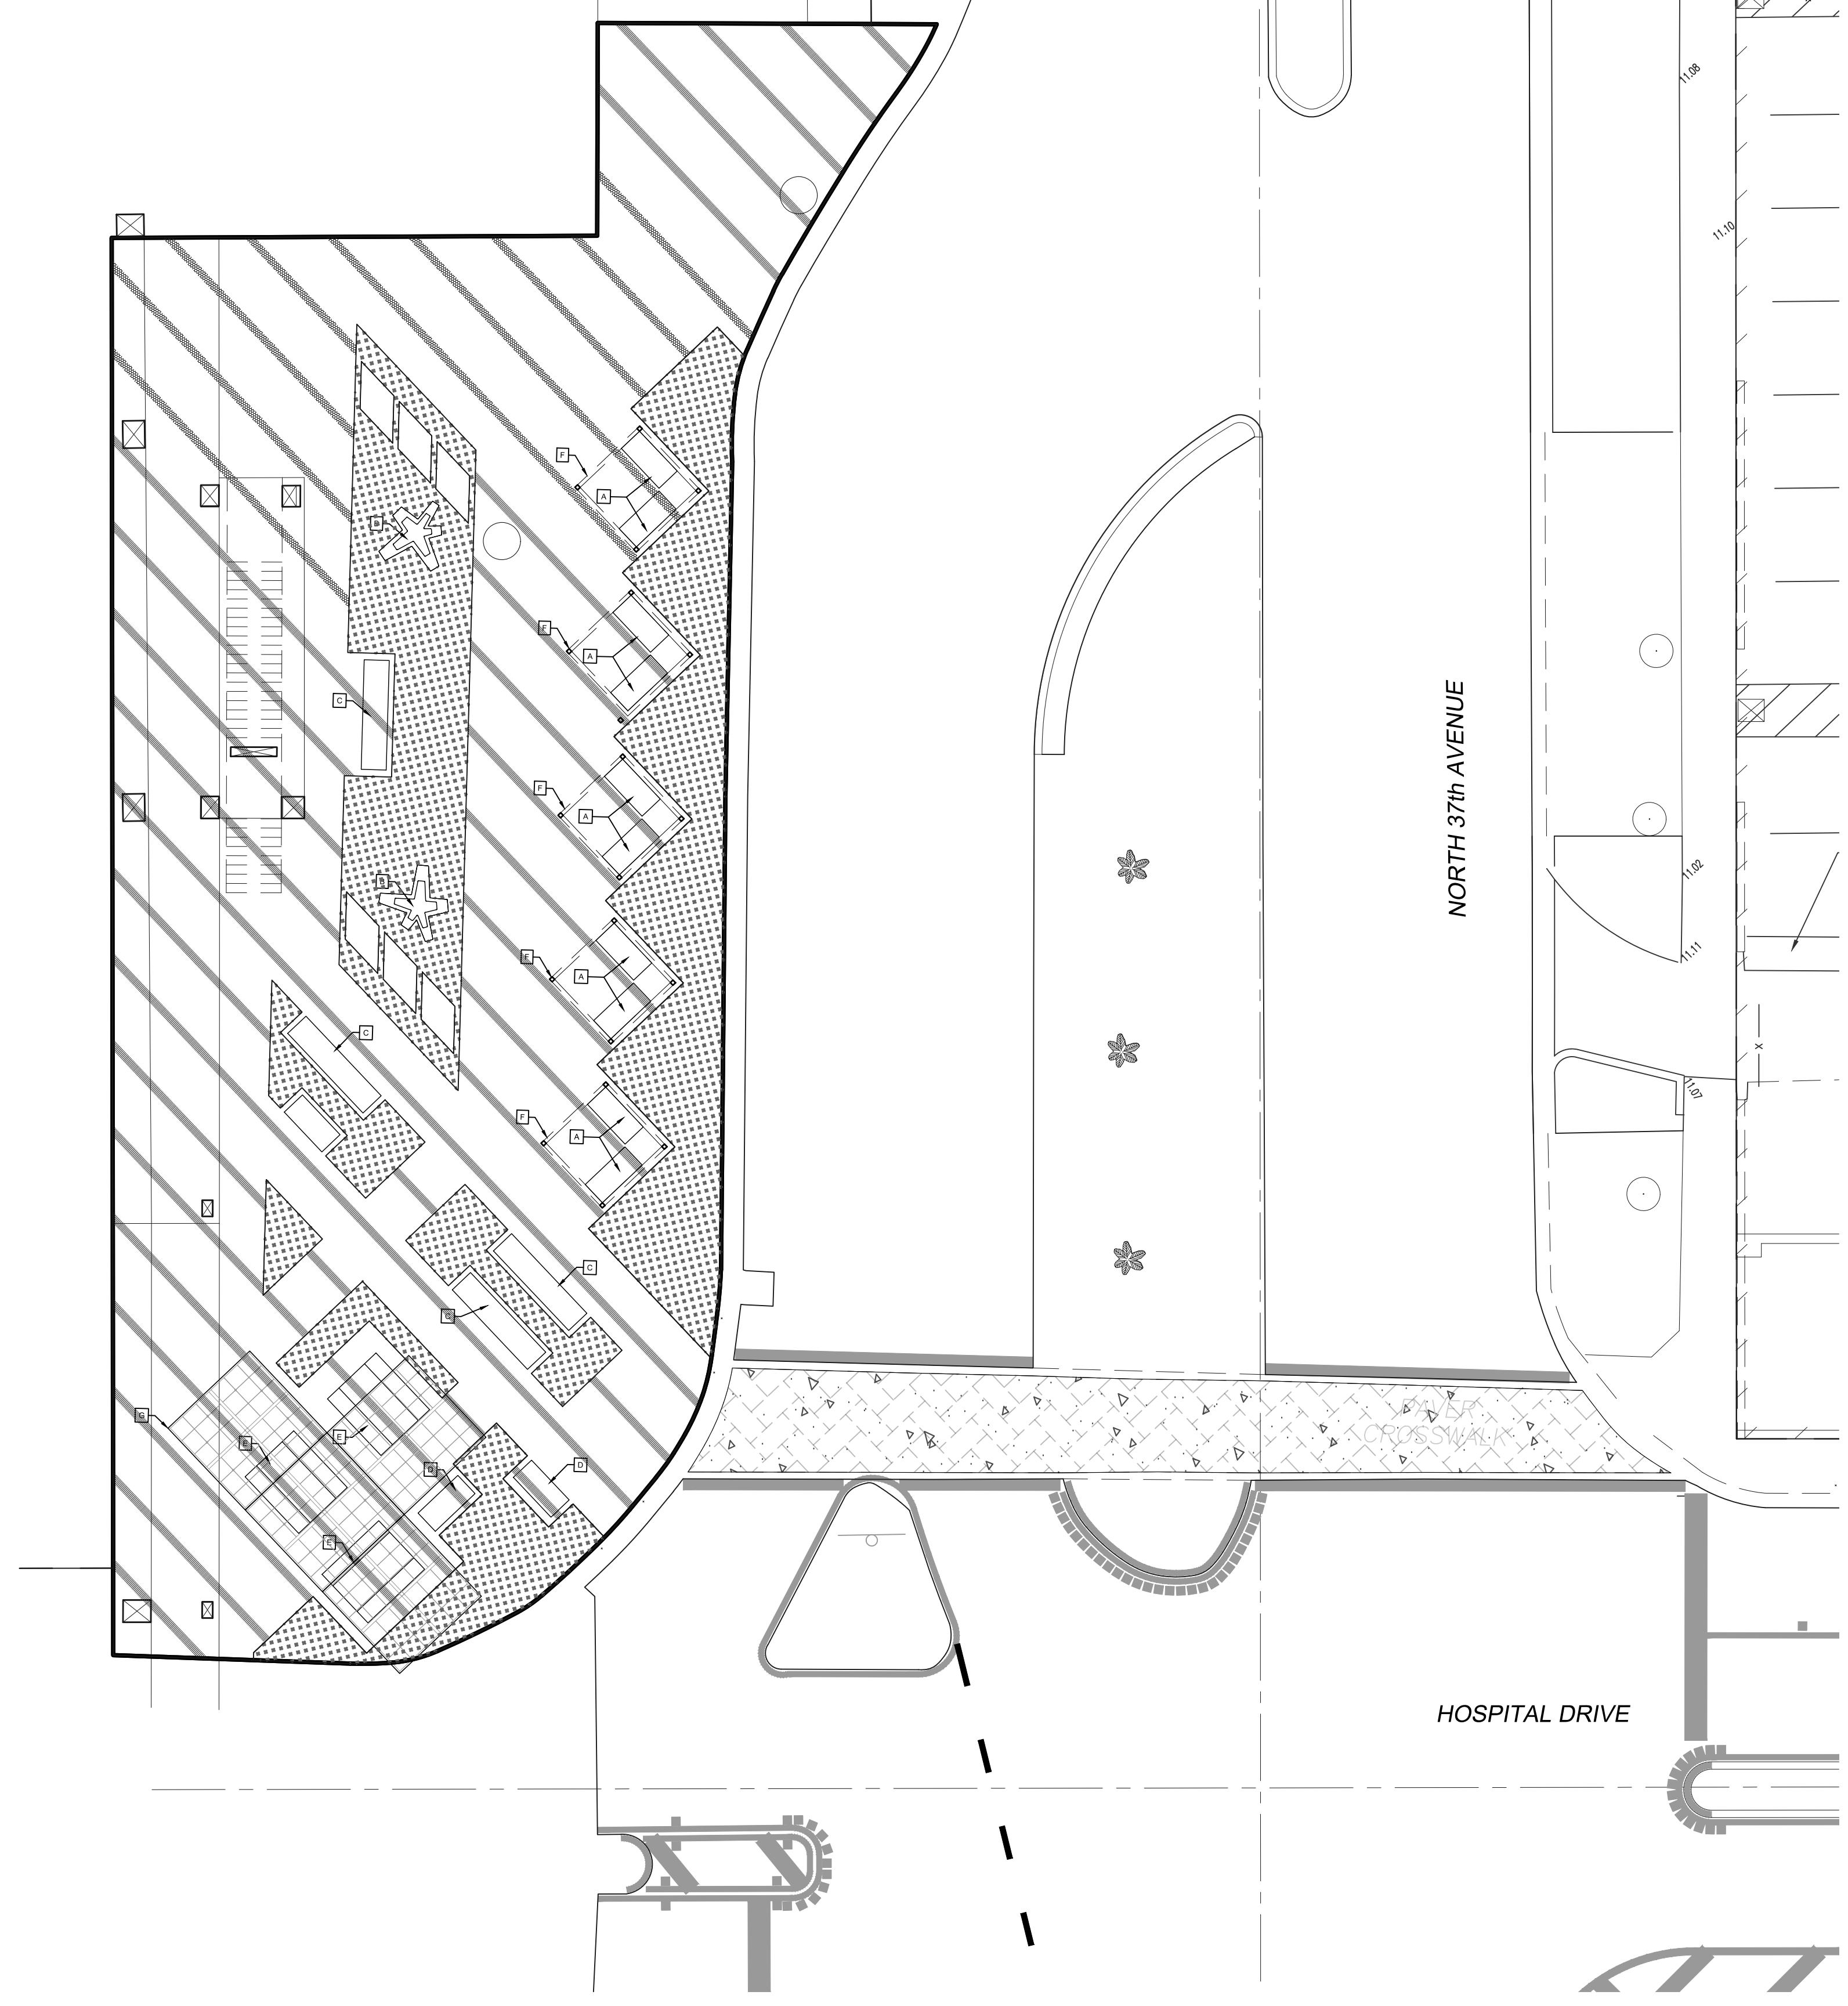 11.08
11.10
F
A
B
F
A
C
NORTH 37th AVENUE
F
A
11.02
B
11.11
F
A
C
X
11.07
F
A
C
C
PAVER
CROSSWALK
G
E
E
D
D
E
HOSPITAL DRIVE